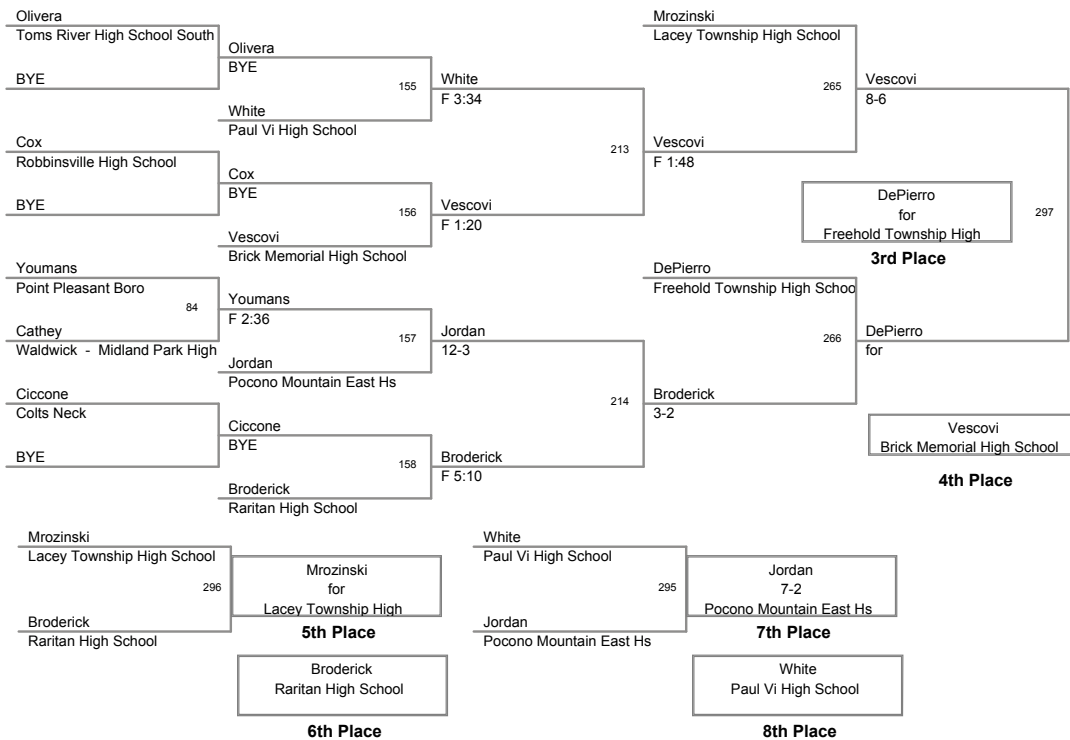 Olivera
Toms River High School South
BYE
Olivera
BYE
155
White
Paul Vi High School
White
F 3:34
Cox
Robbinsville High School
BYE
Cox
BYE
156
Vescovi
Brick Memorial High School
Vescovi
F 1:20
213
Vescovi
F 1:48
Mrozinski
Lacey Township High School
265
Vescovi
8-6
Youmans
Point Pleasant Boro
84
Cathey
Waldwick - Midland Park High
Youmans
F 2:36
157
Jordan
Pocono Mountain East Hs
Jordan
12-3
Ciccone
Colts Neck
BYE
Ciccone
BYE
158
Broderick
Raritan High School
Broderick
F 5:10
214
Broderick
3-2
DePierro
Freehold Township High Schoo
266
DePierro
for
297
DePierro
for
Freehold Township High
3rd Place
Vescovi
Brick Memorial High School
4th Place
Mrozinski
Lacey Township High School
296
Broderick
Raritan High School
Mrozinski
for
Lacey Township High
5th Place
Broderick
Raritan High School
6th Place
White
Paul Vi High School
295
Jordan
Pocono Mountain East Hs
Jordan
7-2
Pocono Mountain East Hs
7th Place
White
Paul Vi High School
8th Place